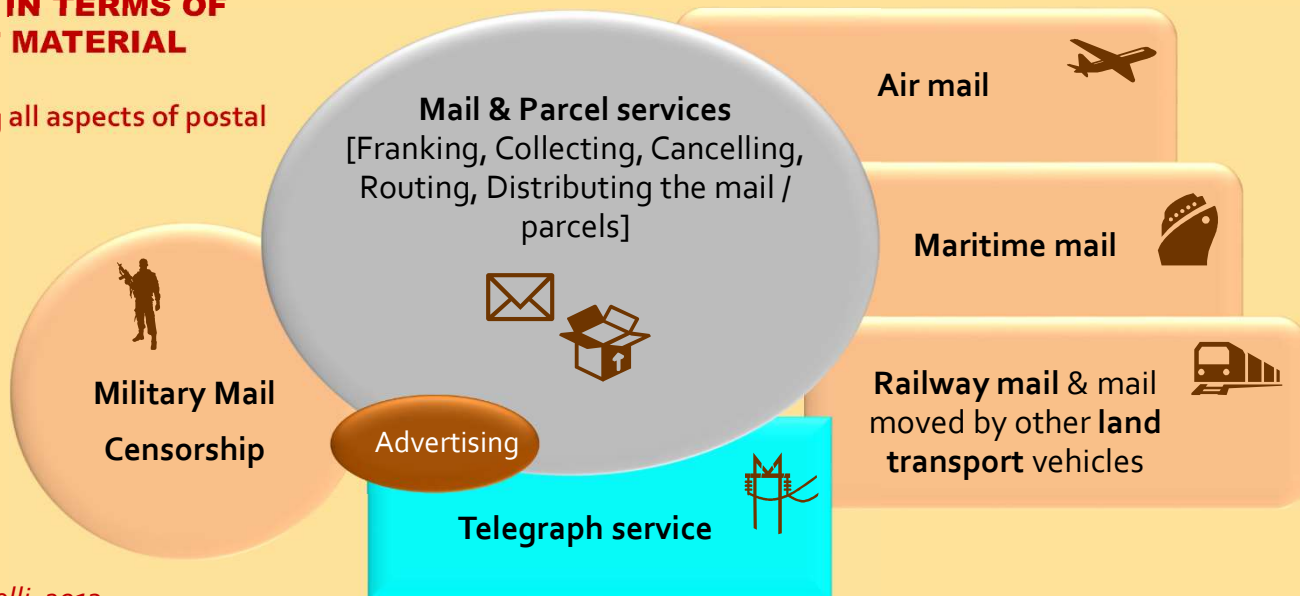 IN TERMS OF
MATERIAL
all aspects of postal
Mail & Parcel services
[Franking, Collecting, Cancelling,
Routing, Distributing the mail /
parcels]
Air mail
Maritime mail
Railway mail & mail
moved by other land
transport vehicles
Military Mail
Censorship
Advertising
Telegraph service